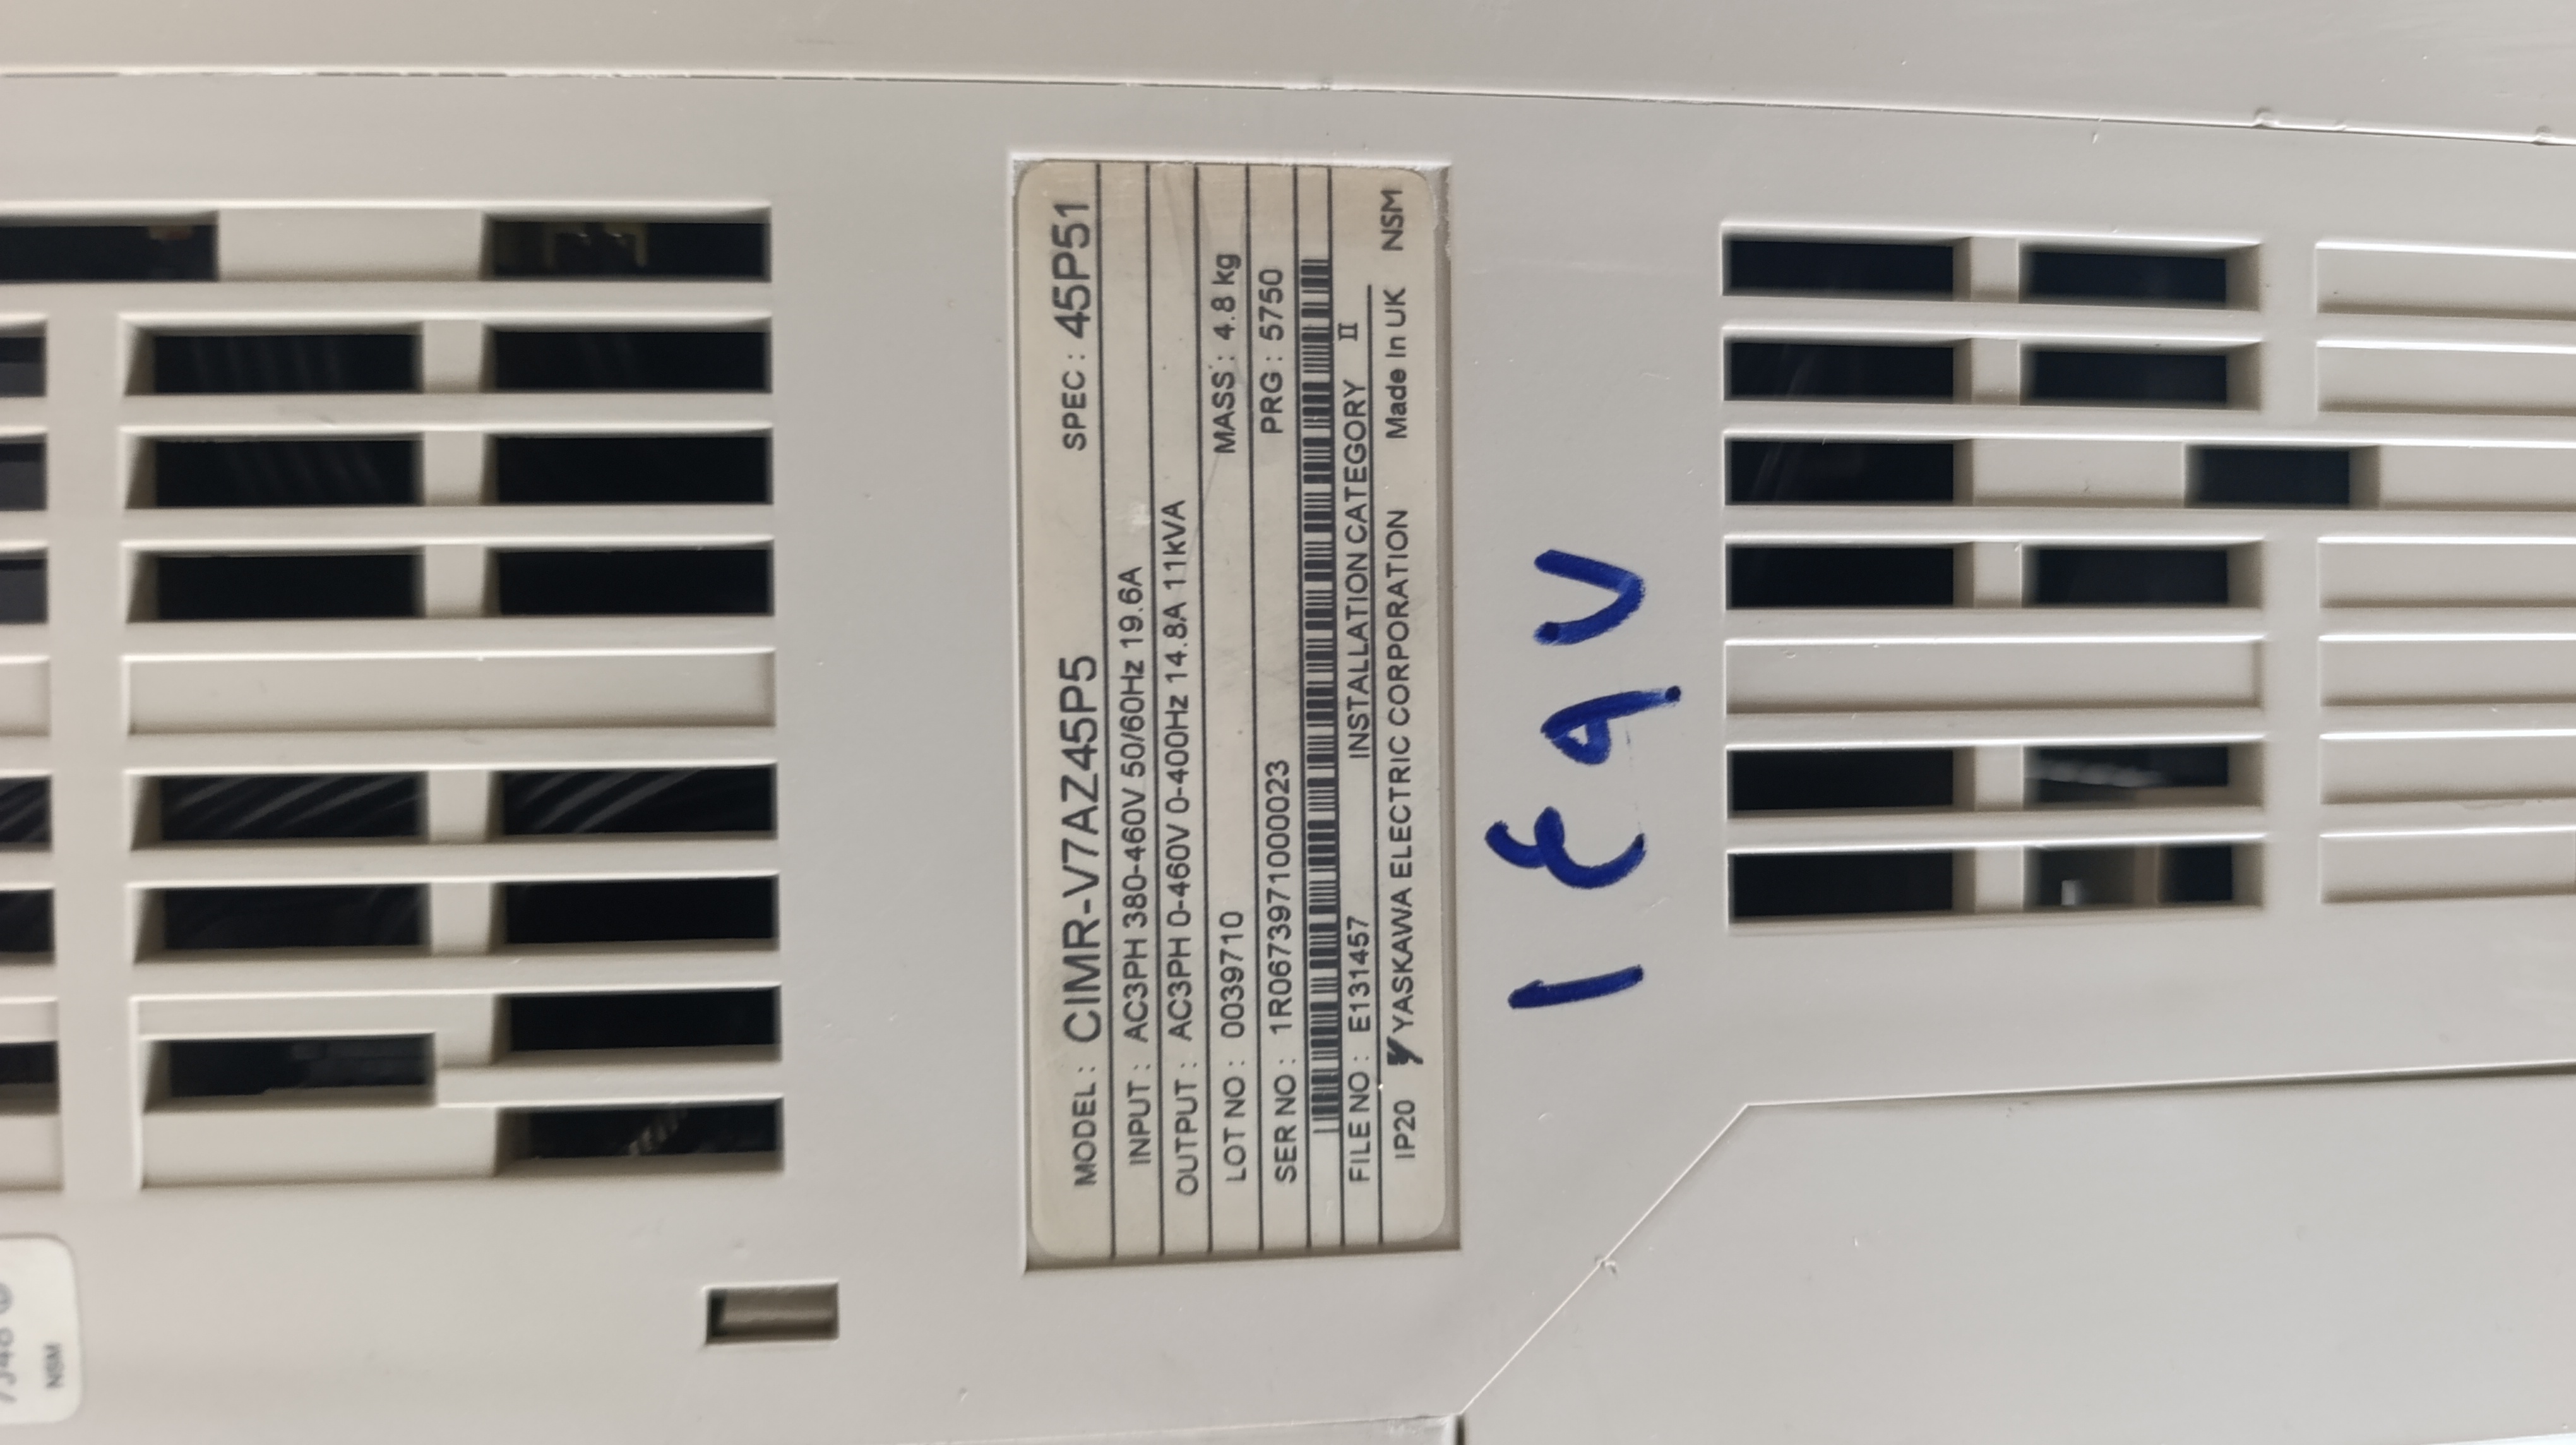 MODEL : CIMR-V7AZ45P5 SPEC : 45P51
INPUT : AC3PH 380-460V 50/60Hz 19.6A
OUTPUT : AC3PH 0-460V 0-400Hz 14.8A 11kVA
LOT NO : 0039710 MASS : 4.8 kg
SER NO : 1R0673971000023 PRG : 5750
FILE NO : E131457 INSTALLATION CATEGORY II
IP20 YASKAWA ELECTRIC CORPORATION Made In UK NSM
NSM